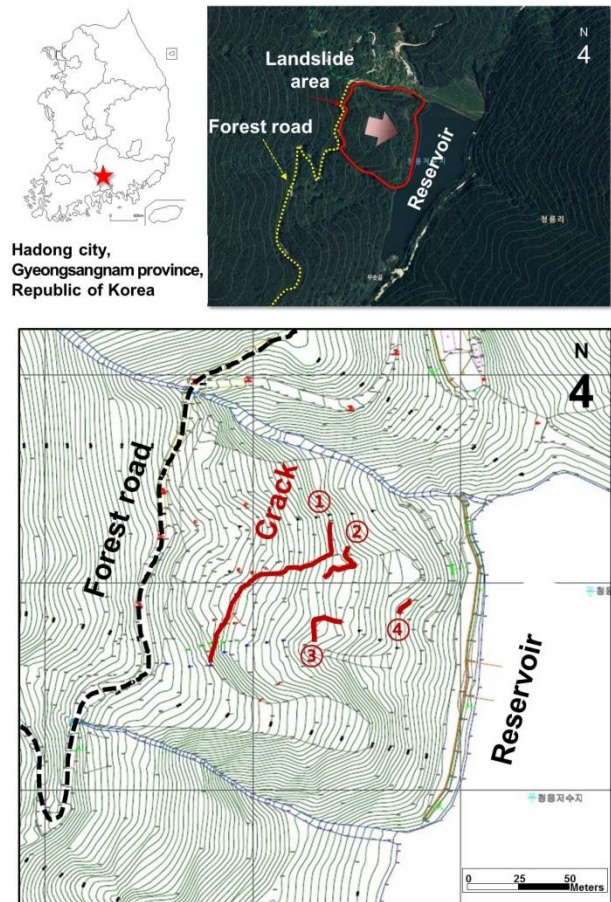 Hadong city,
Gyeongsangnam province,
Republic of Korea
N
4
Landslide
area
Forest road
Reservoir
청룡리
N
4
Forest road
Crack
①
②
③
④
Reservoir
청룡저수지
0 25 50
Meters